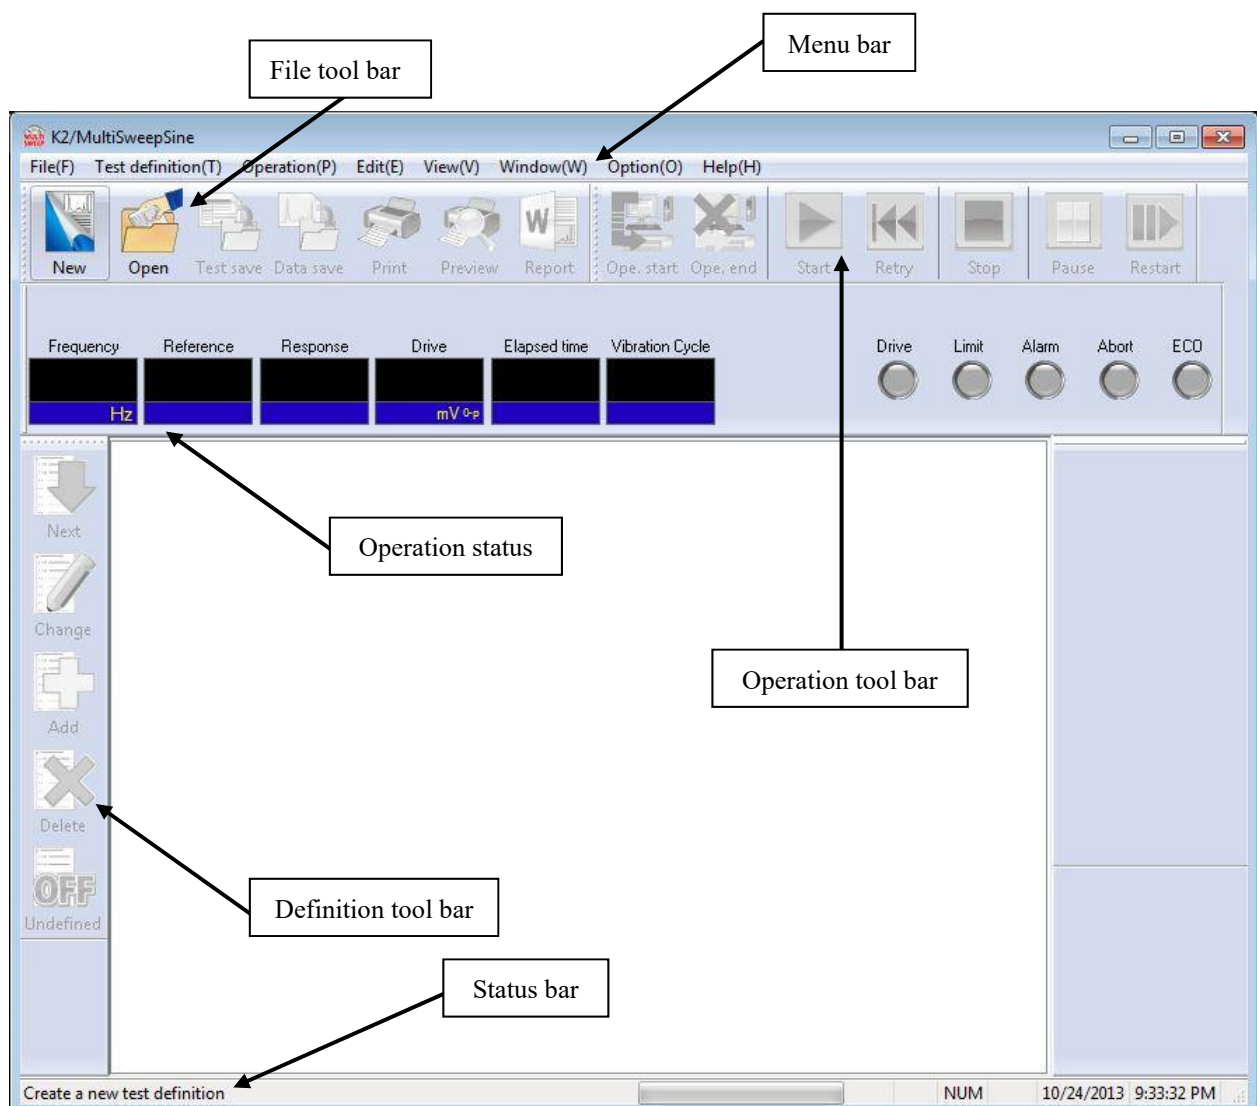 Menu bar
File tool bar
MULTI SWEEP K2/MultiSweepSine
File(F) Test definition(T) Operation(P) Edit(E) View(V) Window(W) Option(O) Help(H)
W
New Open Test save Data save Print Preview Report Ope. start Ope. end Start Retry Stop Pause Restart
Frequency Reference Response Drive Elapsed time Vibration Cycle Drive Limit Alarm Abort ECO
Hz mV 0-p
Next
Operation status
Change
Operation tool bar
Add
Delete
OFF
Undefined
Definition tool bar
Status bar
Create a new test definition NUM 10/24/2013 9:33:32 PM